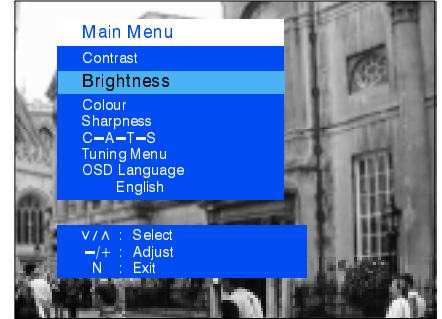 Main Menu
Contrast
Brightness
Colour
Sharpness
C–A–T–S
Tuning Menu
OSD Language
English
∨/∧ : Select
–/+ : Adjust
N : Exit